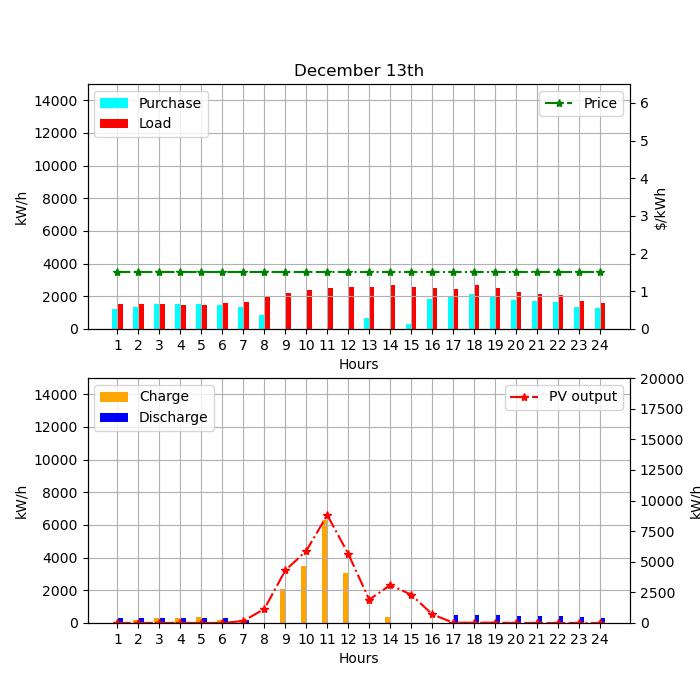 December 13th
Purchase
Load
Price
14000
12000
10000
8000
6000
4000
2000
0
kW/h
6
5
4
3
2
1
0
$/kWh
1 2 3 4 5 6 7 8 9 10 11 12 13 14 15 16 17 18 19 20 21 22 23 24
Hours
Charge
Discharge
PV output
14000
12000
10000
8000
6000
4000
2000
0
kW/h
20000
17500
15000
12500
10000
7500
5000
2500
0
kW/h
1 2 3 4 5 6 7 8 9 10 11 12 13 14 15 16 17 18 19 20 21 22 23 24
Hours